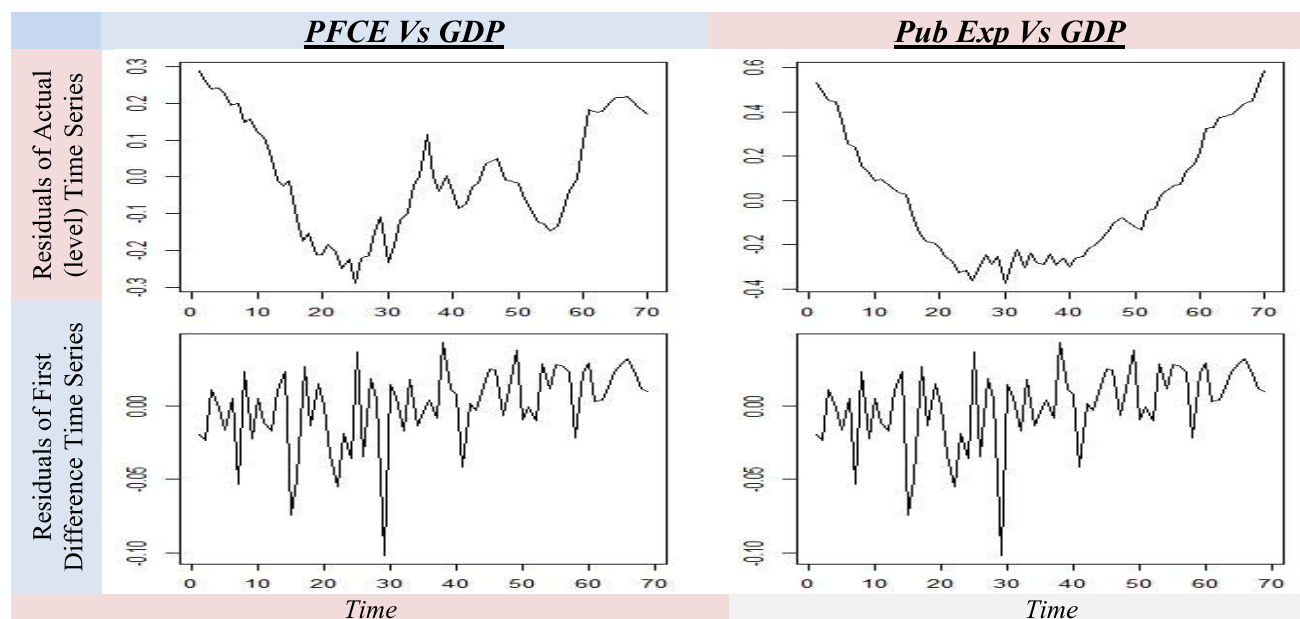 PFCE Vs GDP
Pub Exp Vs GDP
Residuals of Actual
(level) Time Series
0.3
0.2
0.1
0.0
-0.1
-0.2
-0.3
0 10 20 30 40 50 60 70
0.6
0.4
0.2
0.0
-0.2
-0.4
0 10 20 30 40 50 60 70
Residuals of First
Difference Time Series
0.00
-0.05
-0.10
0 10 20 30 40 50 60 70
0.00
-0.05
-0.10
0 10 20 30 40 50 60 70
Time
Time